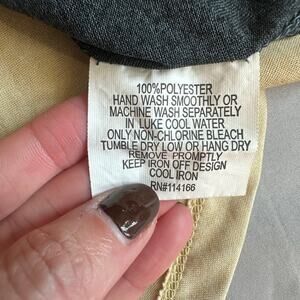 100%POLYESTER
HAND WASH SMOOTHLY OR
MACHINE WASH SEPARATELY
IN LUKE COOL WATER
ONLY NON-CHLORINE BLEACH
TUMBLE DRY LOW OR HANG DRY
REMOVE PROMPTLY
KEEP IRON OFF DESIGN
COOL IRON
RN#114166